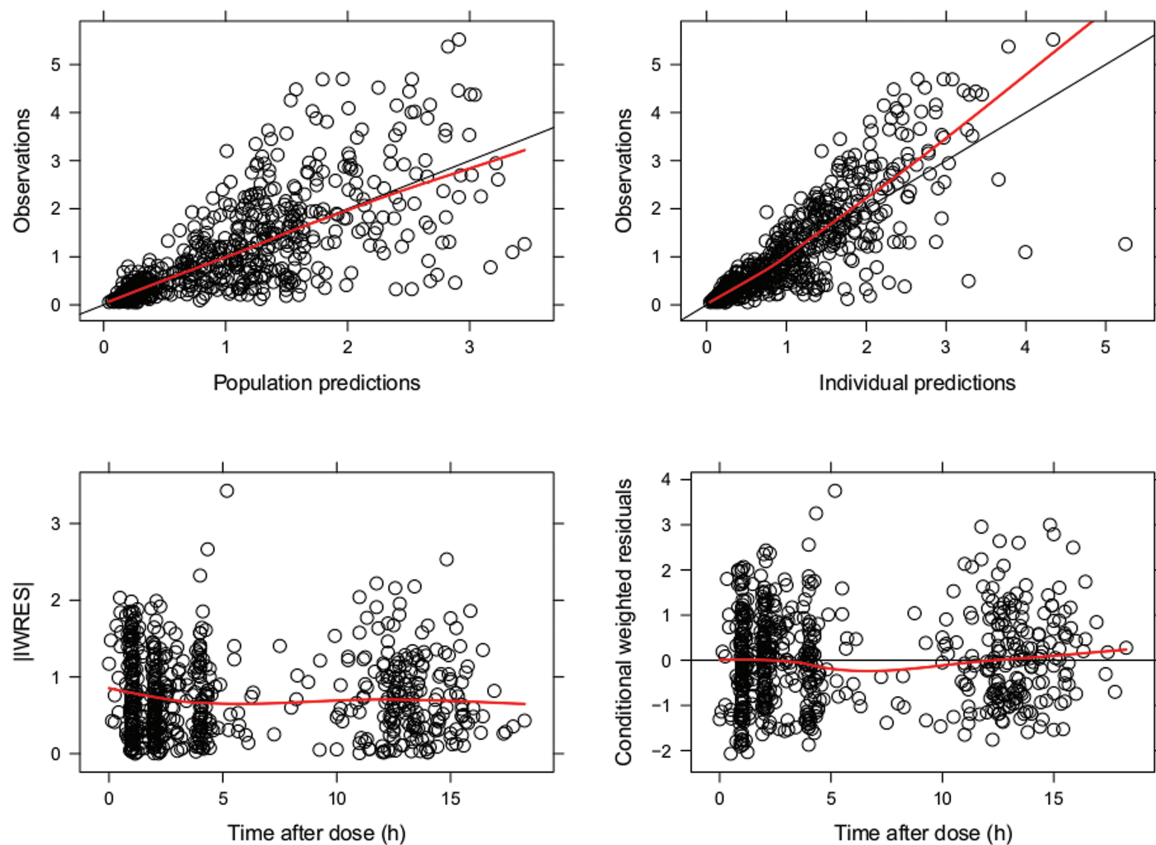 Observations
5
4
3
2
1
0
0 1 2 3
Population predictions
Observations
5
4
3
2
1
0
0 1 2 3 4 5
Individual predictions
|IWRES|
3
2
1
0
0 5 10 15
Time after dose (h)
Conditional weighted residuals
4
3
2
1
0
−1
−2
0 5 10 15
Time after dose (h)